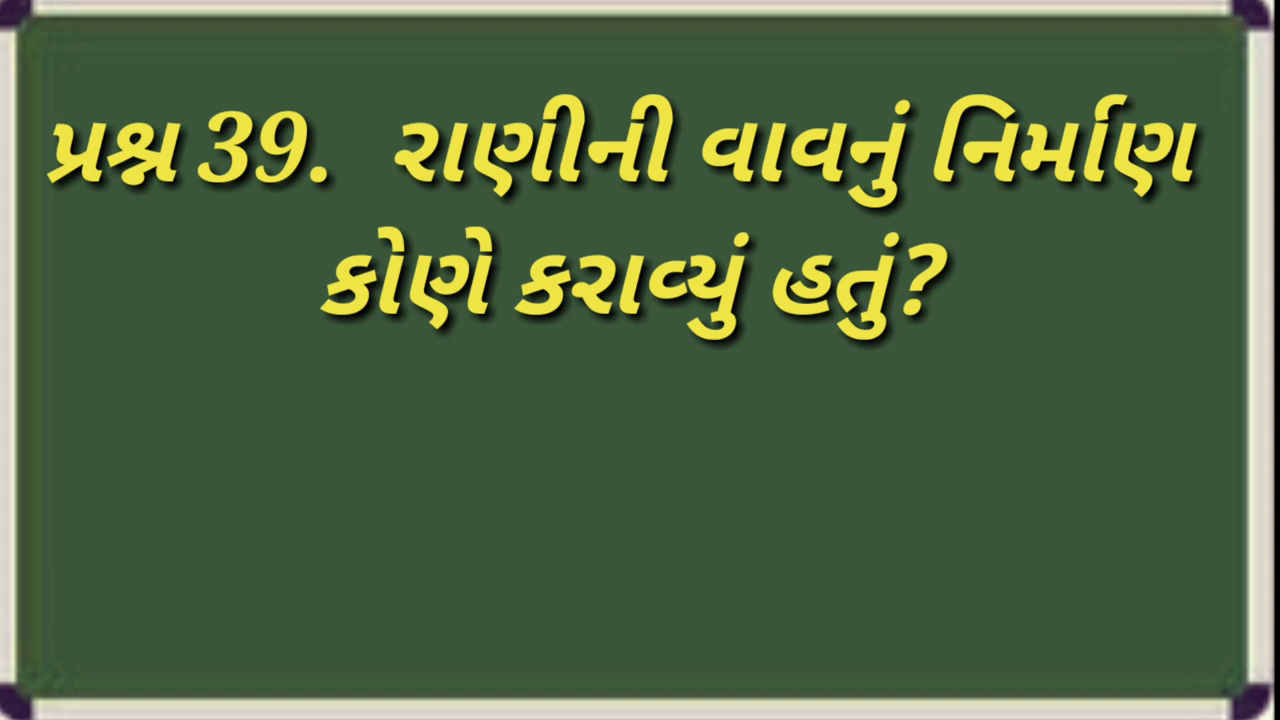 પ્રશ્ન 39. રાણીની વાવનું નિર્માણ
કોણે કરાવ્યું હતું?